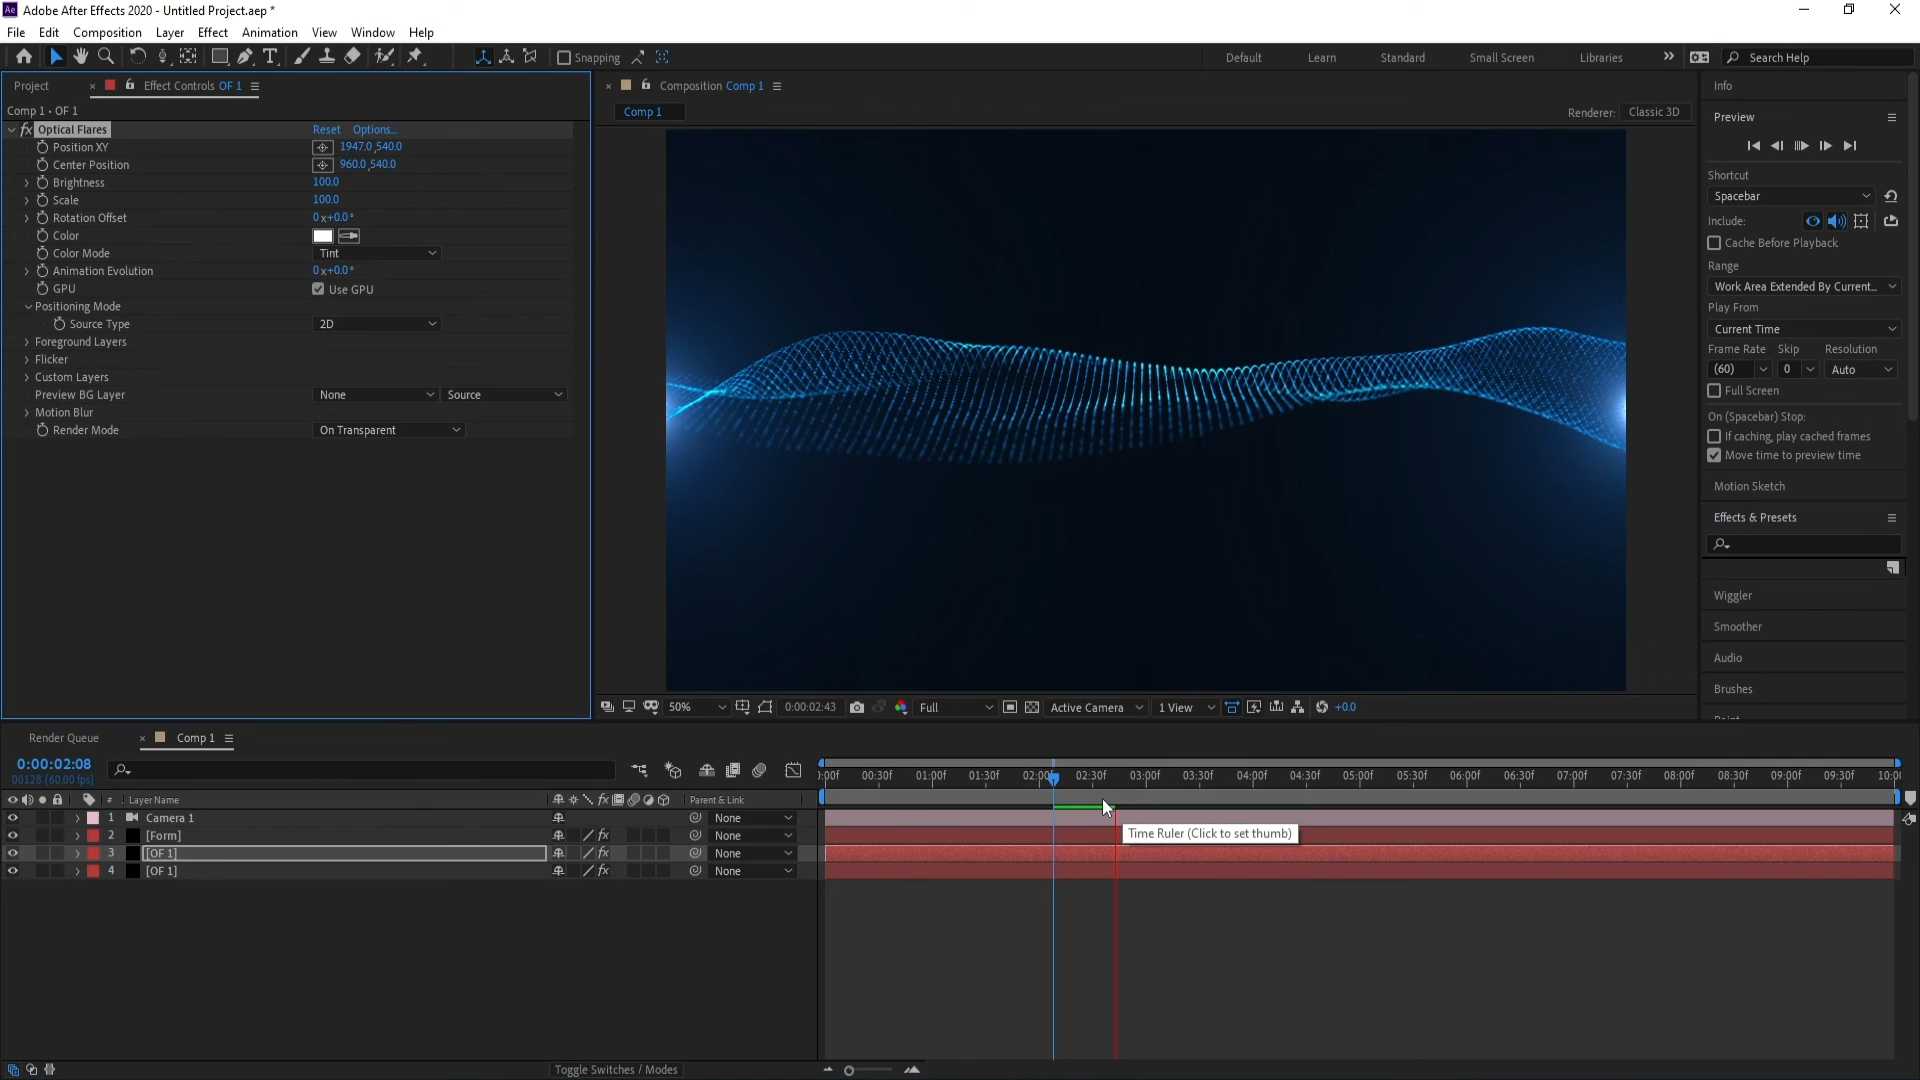 Adobe After Effects 2020 - Untitled Project.aep *
File Edit Composition Layer Effect Animation View Window Help
Snapping Default Learn Standard Small Screen Libraries Search Help
Project Effect Controls OF 1
Comp 1 • OF 1
fx Optical Flares Reset Options...
Position XY 1947.0,540.0
Center Position 960.0,540.0
Brightness 100.0
Scale 100.0
Rotation Offset 0x+0.0°
Color
Color Mode Tint
Animation Evolution 0x+0.0°
GPU Use GPU
Positioning Mode
Source Type 2D
Foreground Layers
Flicker
Custom Layers
Preview BG Layer None Source
Motion Blur
Render Mode On Transparent
Composition Comp 1
Comp 1 Renderer: Classic 3D
50% 0:00:02:43 Full Active Camera 1 View +0.0
Info
Preview
Shortcut
Spacebar
Include:
Cache Before Playback
Range
Work Area Extended By Current...
Play From
Current Time
Frame Rate Skip Resolution
(60) 0 Auto
Full Screen
On (Spacebar) Stop:
If caching, play cached frames
Move time to preview time
Motion Sketch
Effects & Presets
Wiggler
Smoother
Audio
Brushes
Render Queue Comp 1
0:00:02:08
00128 (60.00 fps)
):00f 00:30f 01:00f 01:30f 02:00f 02:30f 03:00f 03:30f 04:00f 04:30f 05:00f 05:30f 06:00f 06:30f 07:00f 07:30f 08:00f 08:30f 09:00f 09:30f 10:0
# Layer Name fx Parent & Link
1 Camera 1 None
2 [Form] fx None
3 [OF 1] fx None
4 [OF 1] fx None
Time Ruler (Click to set thumb)
Toggle Switches / Modes